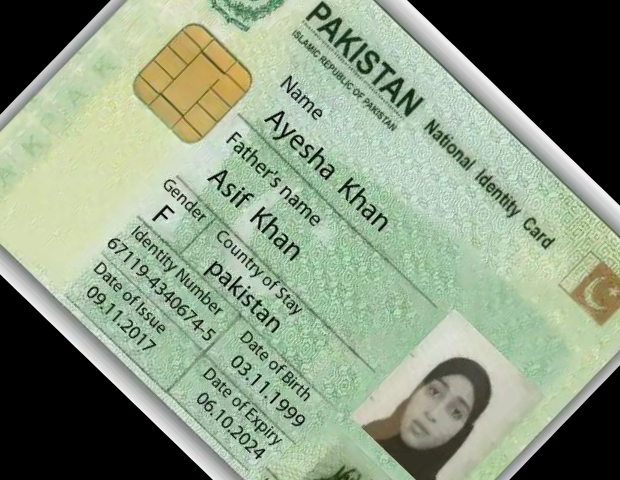 PAKISTAN National Identity Card
ISLAMIC REPUBLIC OF PAKISTAN
Name
Ayesha Khan
Father's name
Asif Khan
Gender
Country of Stay
F
pakistan
Identity Number
Date of Birth
67119-4340674-5
03.11.1999
Date of Issue
Date of Expiry
09.11.2017
06.10.2024